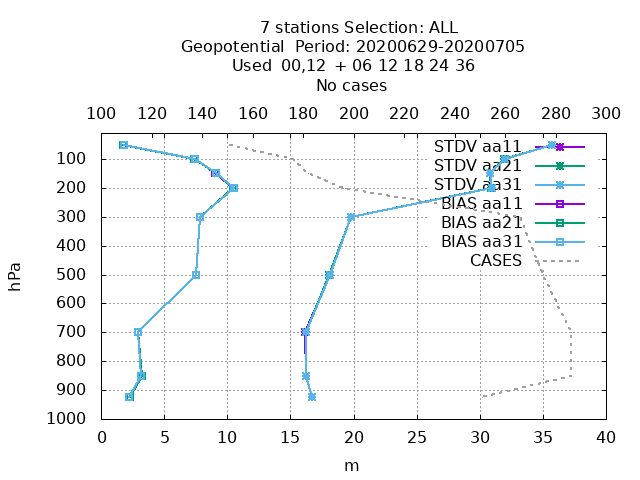 7 stations Selection: ALL
Geopotential Period: 20200629-20200705
Used 00,12 + 06 12 18 24 36
No cases
100 120 140 160 180 200 220 240 260 280 300
STDV aa11
STDV aa21
STDV aa31
BIAS aa11
BIAS aa21
BIAS aa31
CASES
hPa
100
200
300
400
500
600
700
800
900
1000
0 5 10 15 20 25 30 35 40
m